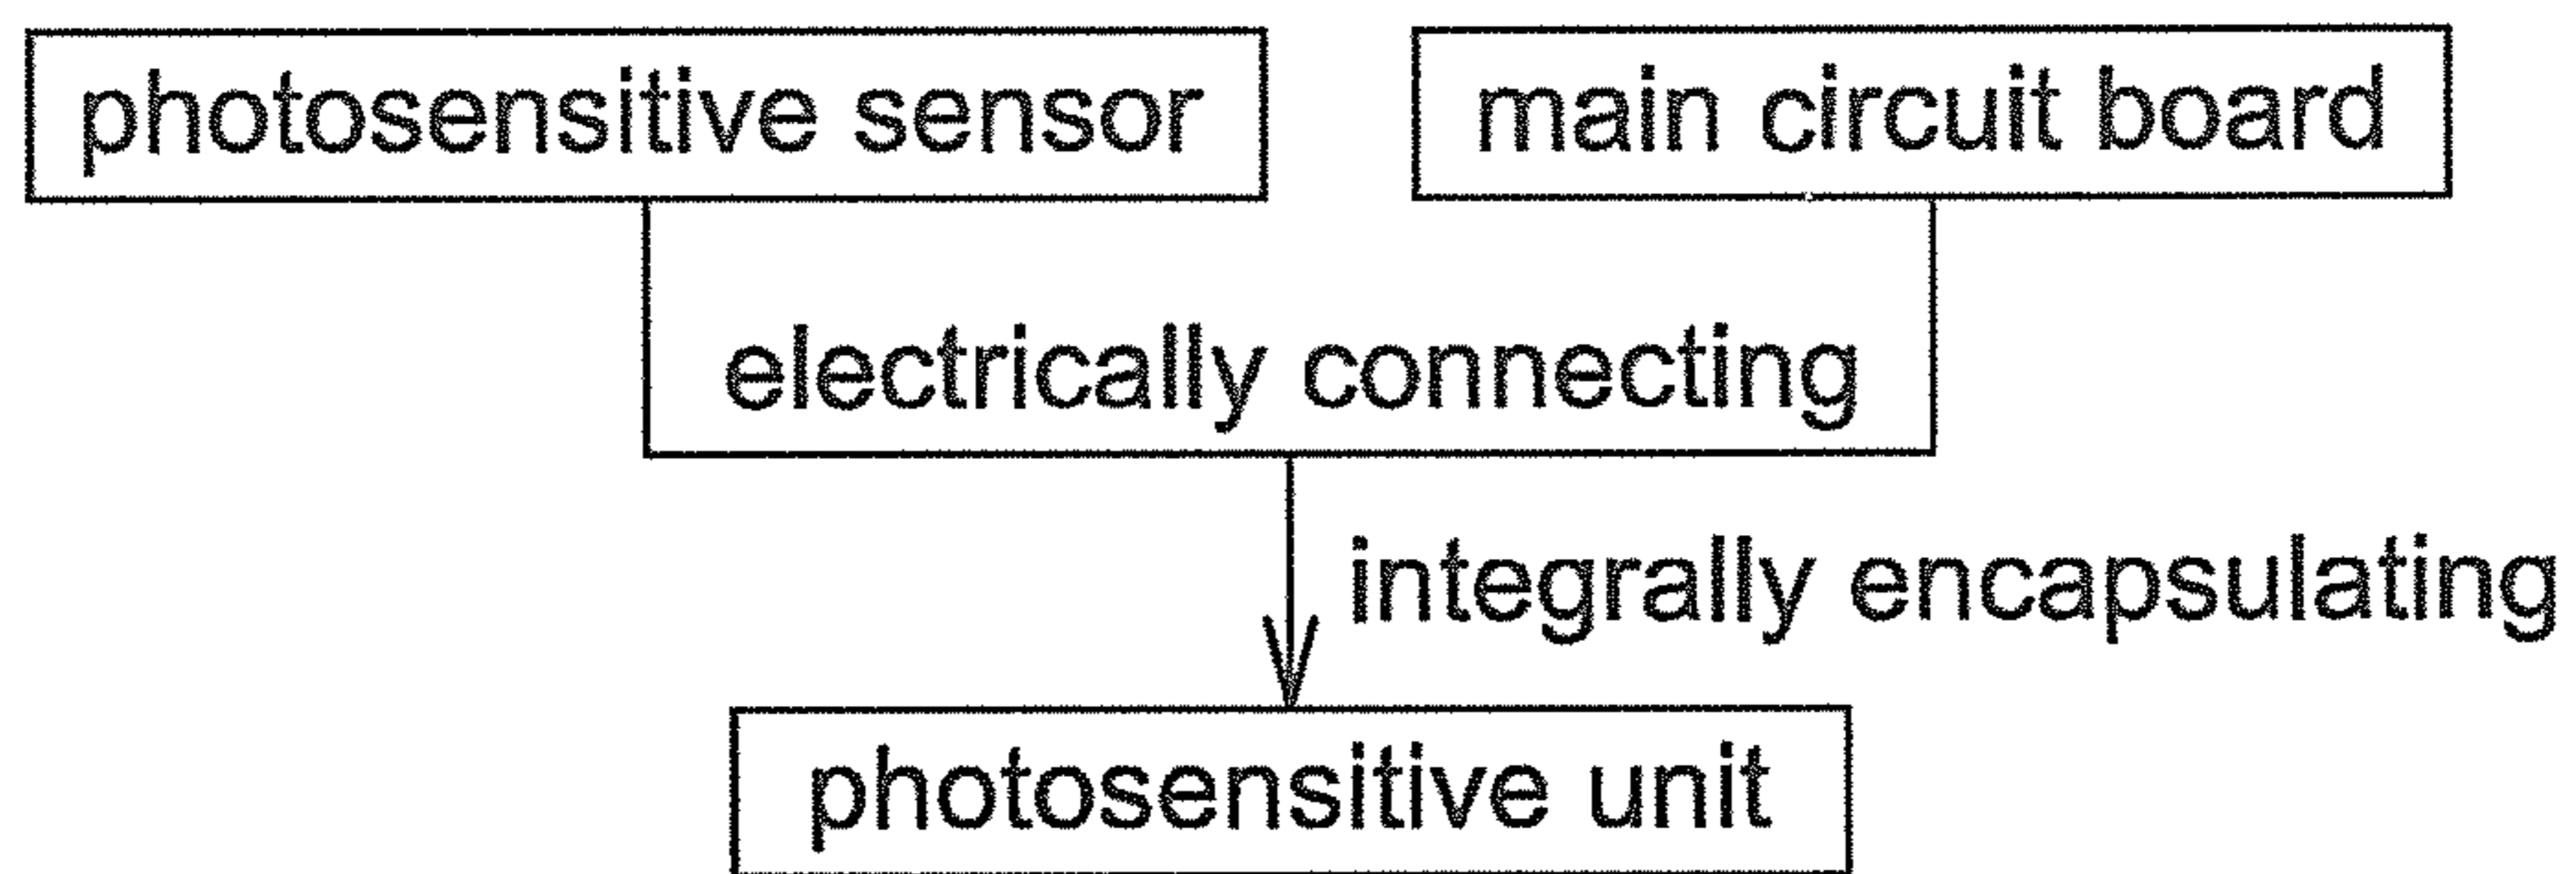 photosensitive sensor
main circuit board
electrically connecting
integrally encapsulating
photosensitive unit